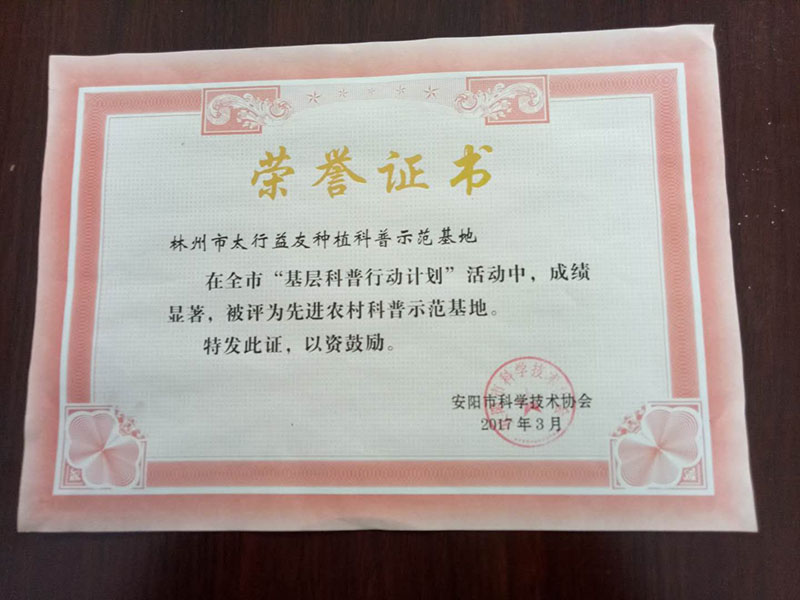 荣誉证书
林州市太行益友种植科普示范基地
在全市“基层科普行动计划”活动中，成绩
显著，被评为先进农村科普示范基地。
特发此证，以资鼓励。
安阳市科学技术协会
2017年3月